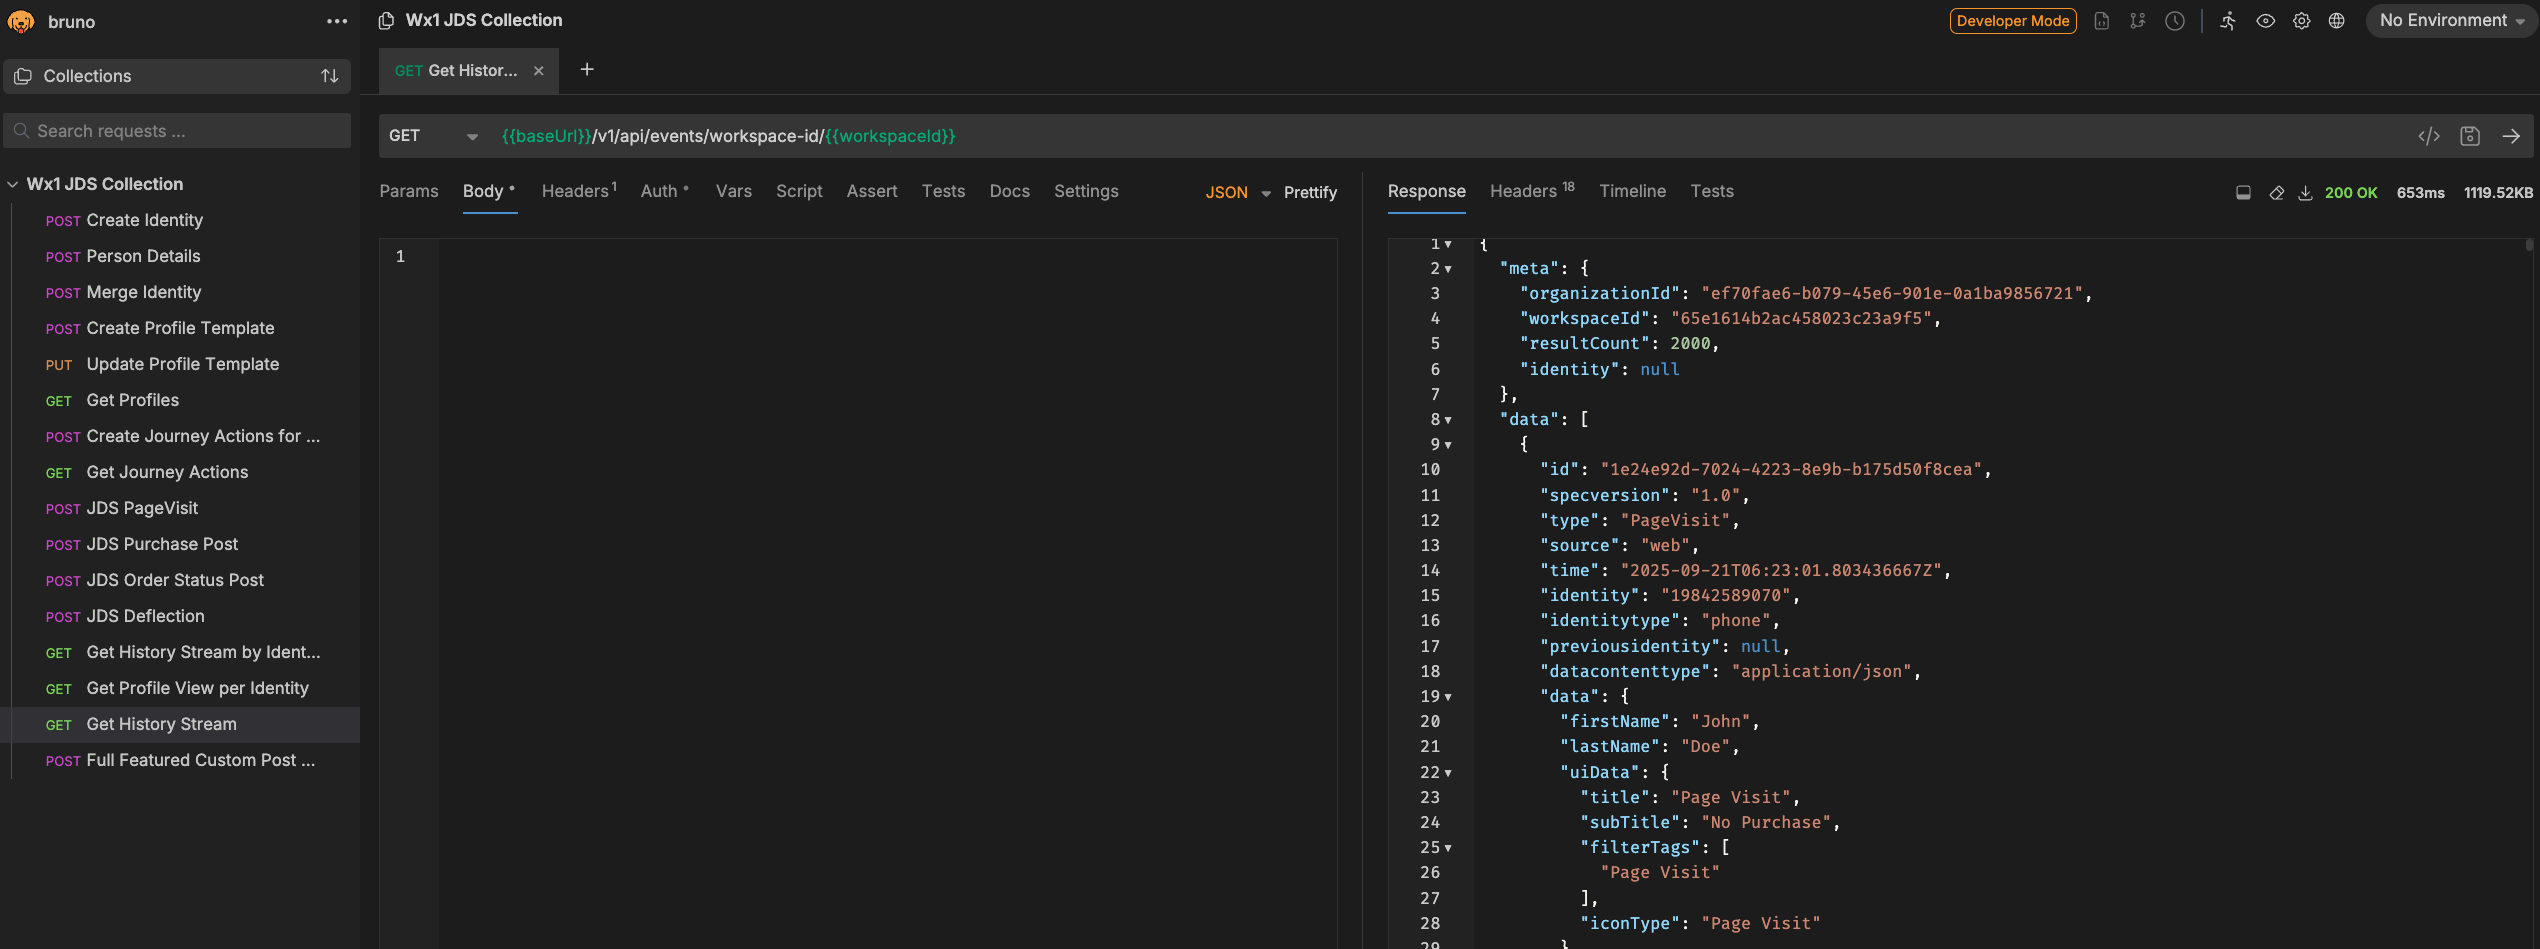 bruno
Collections
Search requests ...
Wx1 JDS Collection
POST Create Identity
POST Person Details
POST Merge Identity
POST Create Profile Template
PUT Update Profile Template
GET Get Profiles
POST Create Journey Actions for ...
GET Get Journey Actions
POST JDS PageVisit
POST JDS Purchase Post
POST JDS Order Status Post
POST JDS Deflection
GET Get History Stream by Ident...
GET Get Profile View per Identity
GET Get History Stream
POST Full Featured Custom Post ...
Wx1 JDS Collection
Developer Mode
No Environment
GET Get Histor...
GET {{baseUrl}}/v1/api/events/workspace-id/{{workspaceId}}
Params Body Headers 1 Auth Vars Script Assert Tests Docs Settings JSON Prettify
1
Response Headers 18 Timeline Tests 200 OK 653ms 1119.52KB
1 {
2 "meta": {
3 "organizationId": "ef70fae6-b079-45e6-901e-0a1ba9856721",
4 "workspaceId": "65e1614b2ac458023c23a9f5",
5 "resultCount": 2000,
6 "identity": null
7 },
8 "data": [
9 {
10 "id": "1e24e92d-7024-4223-8e9b-b175d50f8cea",
11 "specversion": "1.0",
12 "type": "PageVisit",
13 "source": "web",
14 "time": "2025-09-21T06:23:01.803436667Z",
15 "identity": "19842589070",
16 "identitytype": "phone",
17 "previousidentity": null,
18 "datacontenttype": "application/json",
19 "data": {
20 "firstName": "John",
21 "lastName": "Doe",
22 "uiData": {
23 "title": "Page Visit",
24 "subTitle": "No Purchase",
25 "filterTags": [
26 "Page Visit"
27 ],
28 "iconType": "Page Visit"
29 }